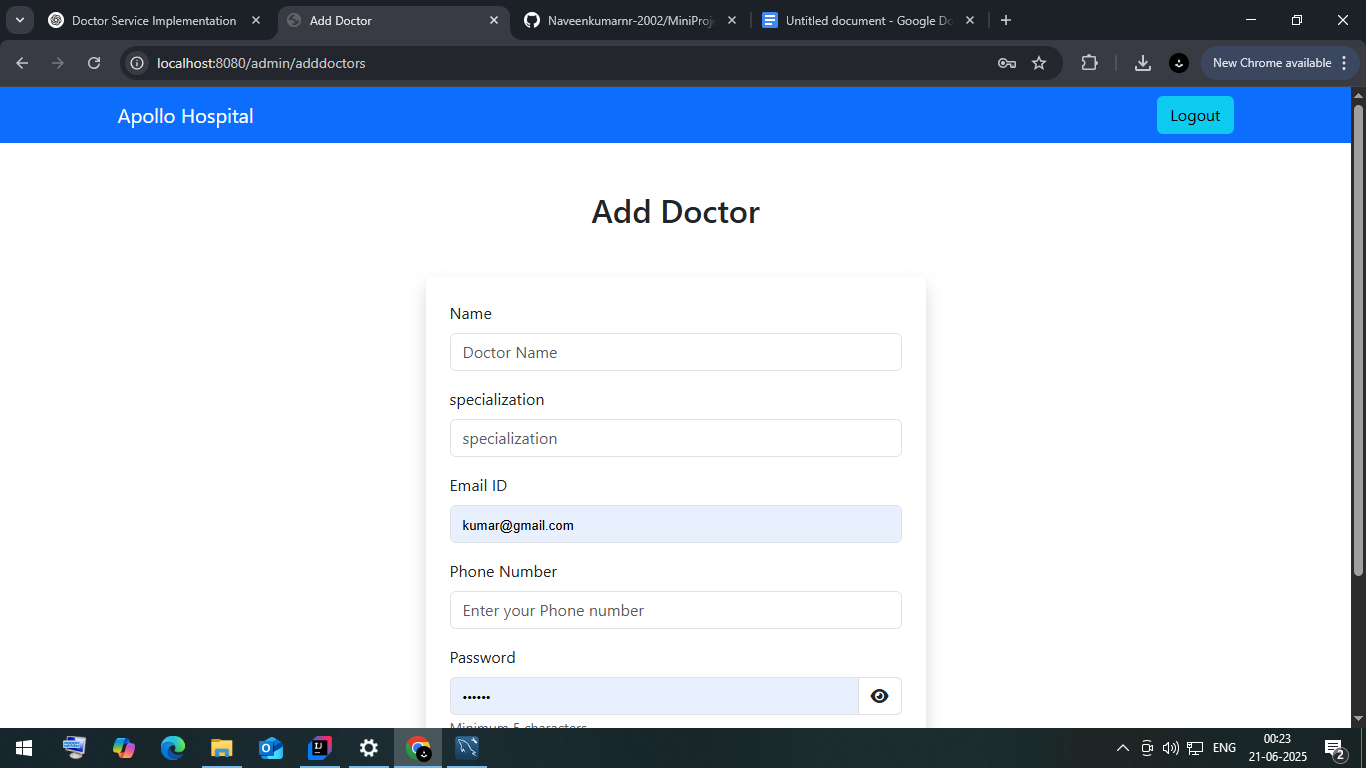 Doctor Service Implementation
Add Doctor
Naveenkumarnr-2002/MiniProj
Untitled document - Google Do
localhost:8080/admin/adddoctors
New Chrome available
Apollo Hospital
Logout
Add Doctor
Name
Doctor Name
specialization
specialization
Email ID
kumar@gmail.com
Phone Number
Enter your Phone number
Password
••••••
Minimum 5 characters
ENG
00:23
21-06-2025
2